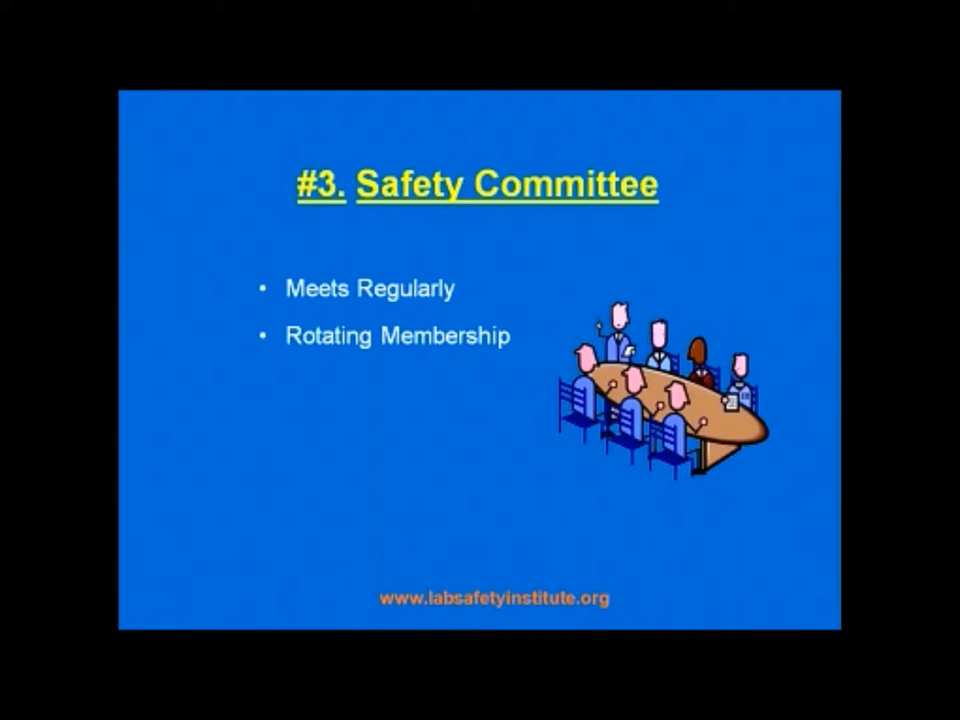 #3. Safety Committee
• Meets Regularly
• Rotating Membership
www.labsafetyinstitute.org